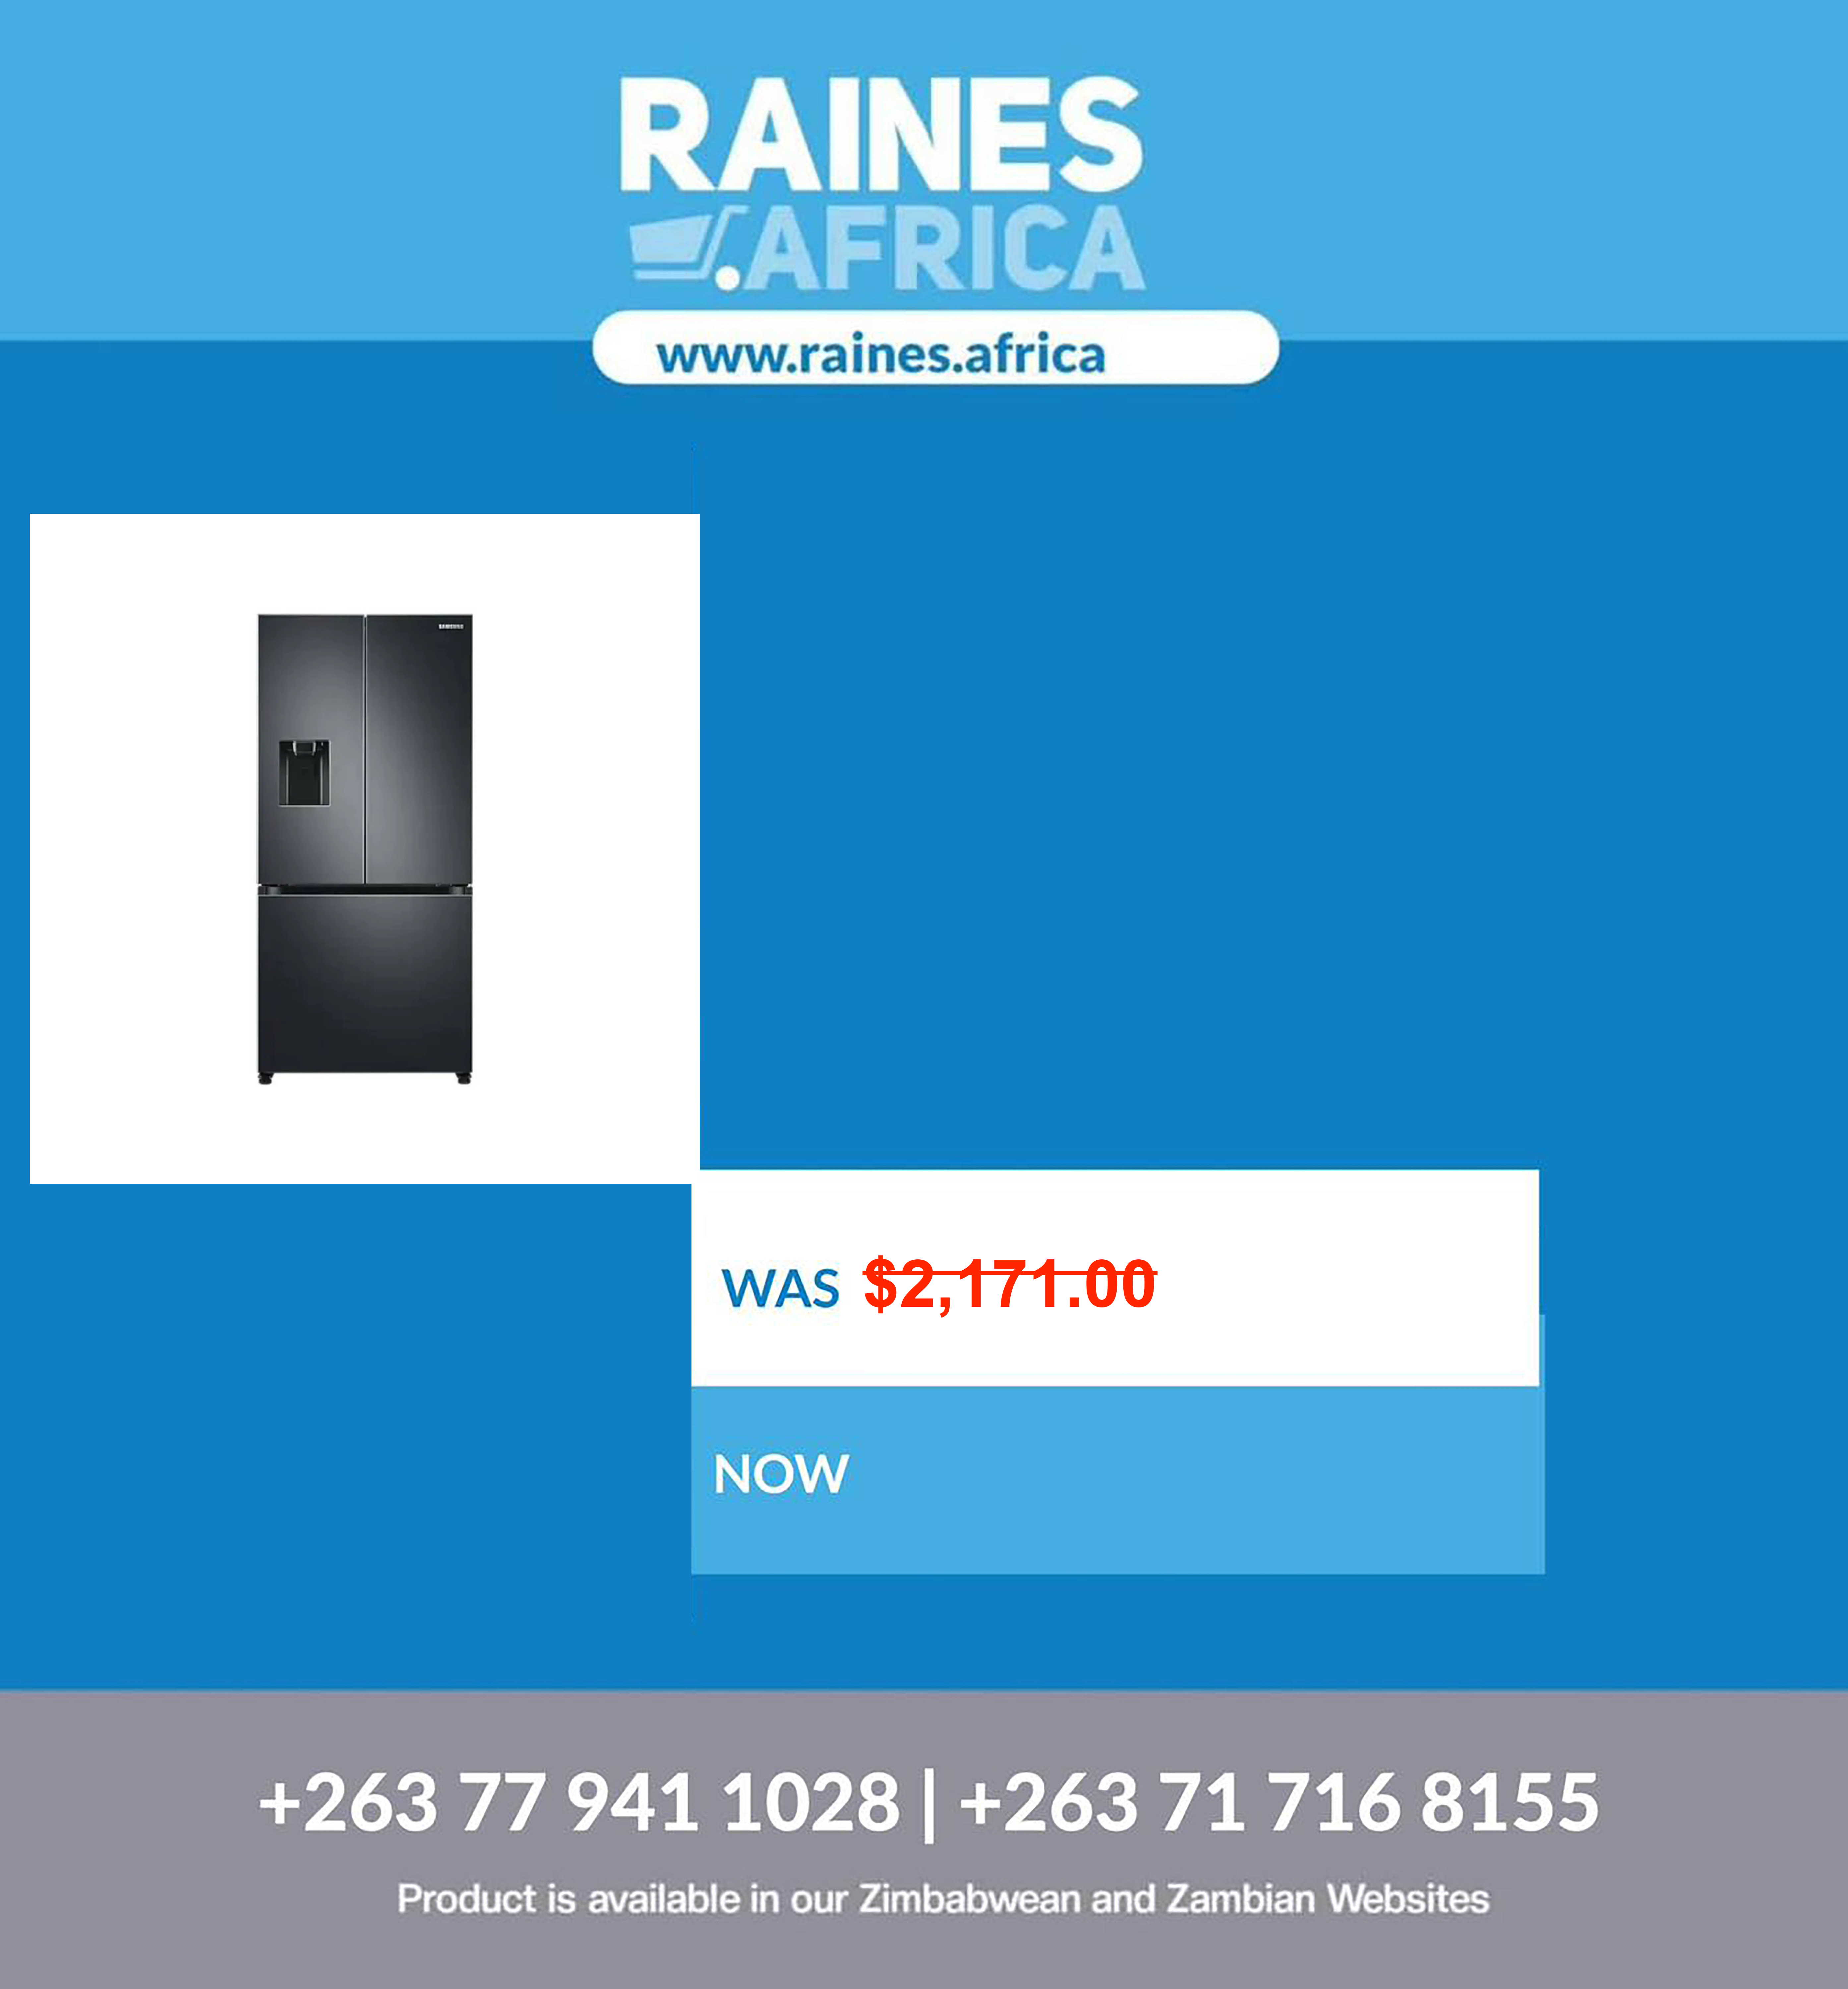 RAINES
.AFRICA
www.raines.africa
SAMSUNG
WAS $2,171.00
NOW
+263 77 941 1028 | +263 71 716 8155
Product is available in our Zimbabwean and Zambian Websites